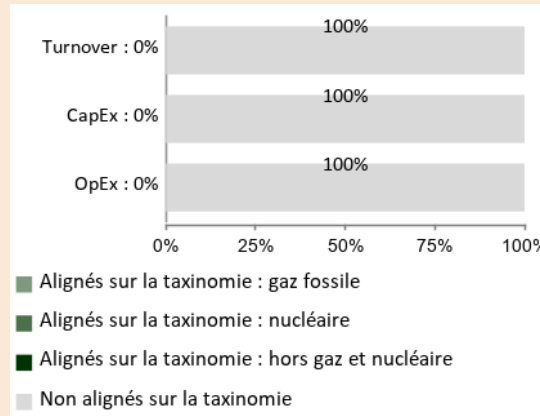 100%
Turnover : 0%
100%
CapEx : 0%
100%
OpEx : 0%
0% 25% 50% 75% 100%
Alignés sur la taxinomie : gaz fossile
Alignés sur la taxinomie : nucléaire
Alignés sur la taxinomie : hors gaz et nucléaire
Non alignés sur la taxinomie